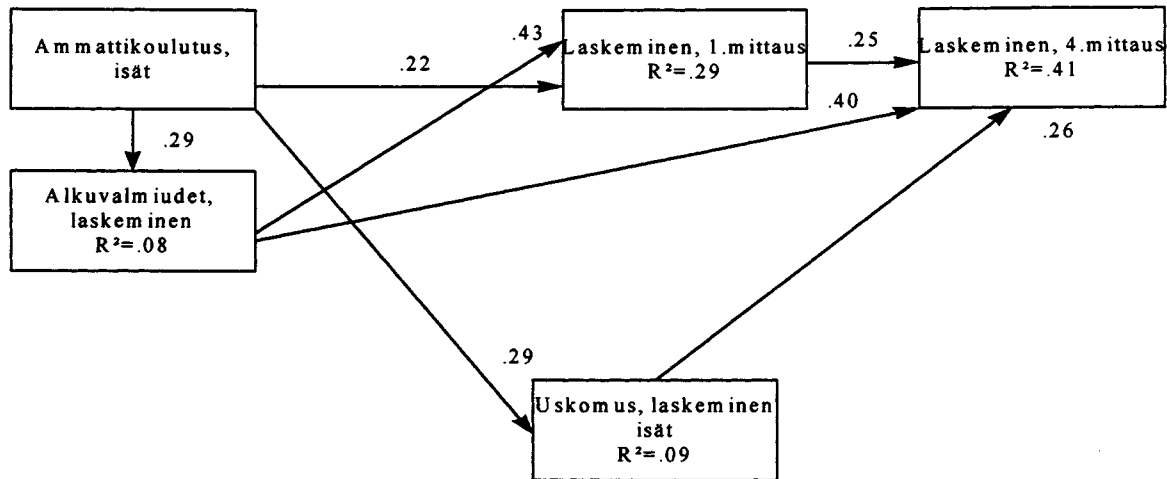 Ammattikoulutus,
isät
.22
.43
Laskeminen, 1.mittaus
R²=.29
.25
Laskeminen, 4.mittaus
R²=.41
.29
.40
.26
Alkuvalmiudet,
laskeminen
R²=.08
.29
Uskomus, laskeminen
isät
R²=.09